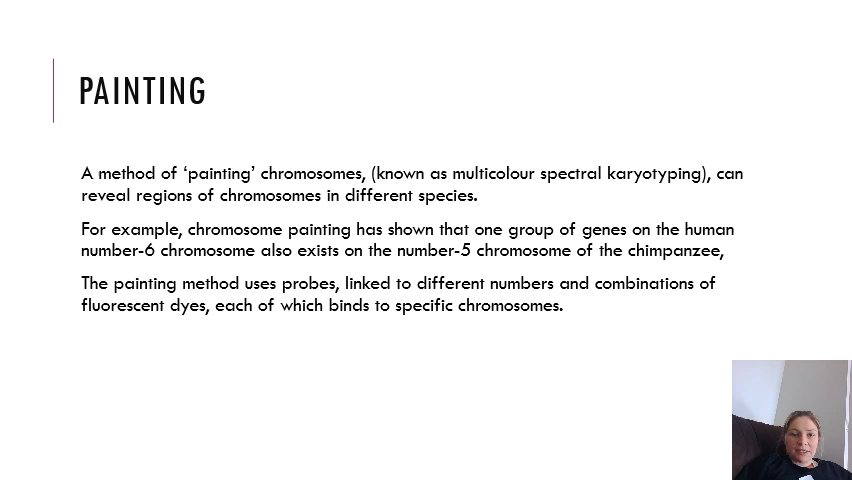 PAINTING
A method of ‘painting’ chromosomes, (known as multicolour spectral karyotyping), can
reveal regions of chromosomes in different species.
For example, chromosome painting has shown that one group of genes on the human
number-6 chromosome also exists on the number-5 chromosome of the chimpanzee,
The painting method uses probes, linked to different numbers and combinations of
fluorescent dyes, each of which binds to specific chromosomes.